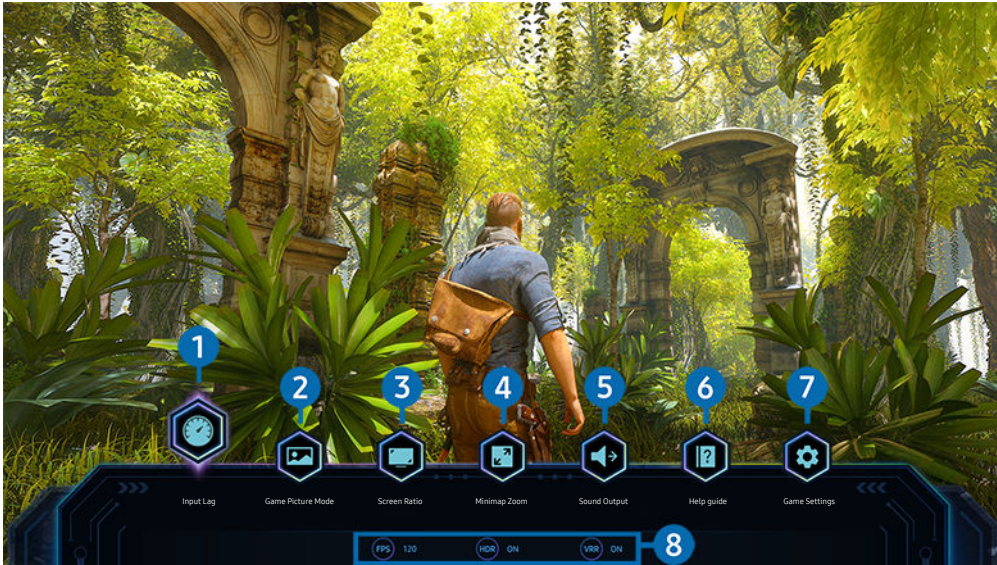 1
2
3
4
5
6
7
?
Input Lag
Game Picture Mode
Screen Ratio
Minimap Zoom
Sound Output
Help guide
Game Settings
FPS 120 HDR ON VRR ON
8